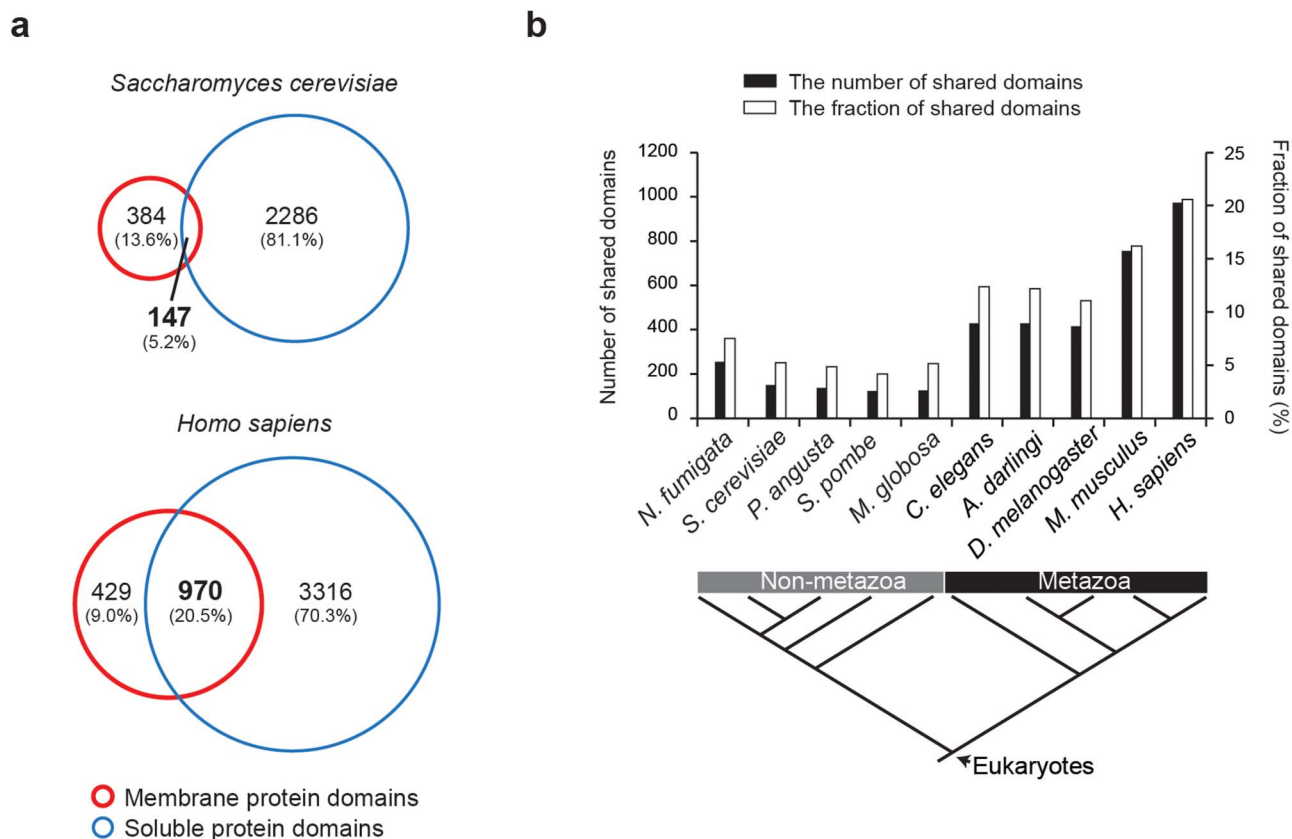 a
Saccharomyces cerevisiae
384
(13.6%)
2286
(81.1%)
147
(5.2%)
Homo sapiens
429
(9.0%)
970
(20.5%)
3316
(70.3%)
Membrane protein domains
Soluble protein domains
b
The number of shared domains
The fraction of shared domains
Number of shared domains
1200
1000
800
600
400
200
0
25
20
15
10
5
0
Fraction of shared domains (%)
N. fumigata
S. cerevisiae
P. angusta
S. pombe
M. globosa
C. elegans
A. darlingi
D. melanogaster
M. musculus
H. sapiens
Non-metazoa
Metazoa
Eukaryotes